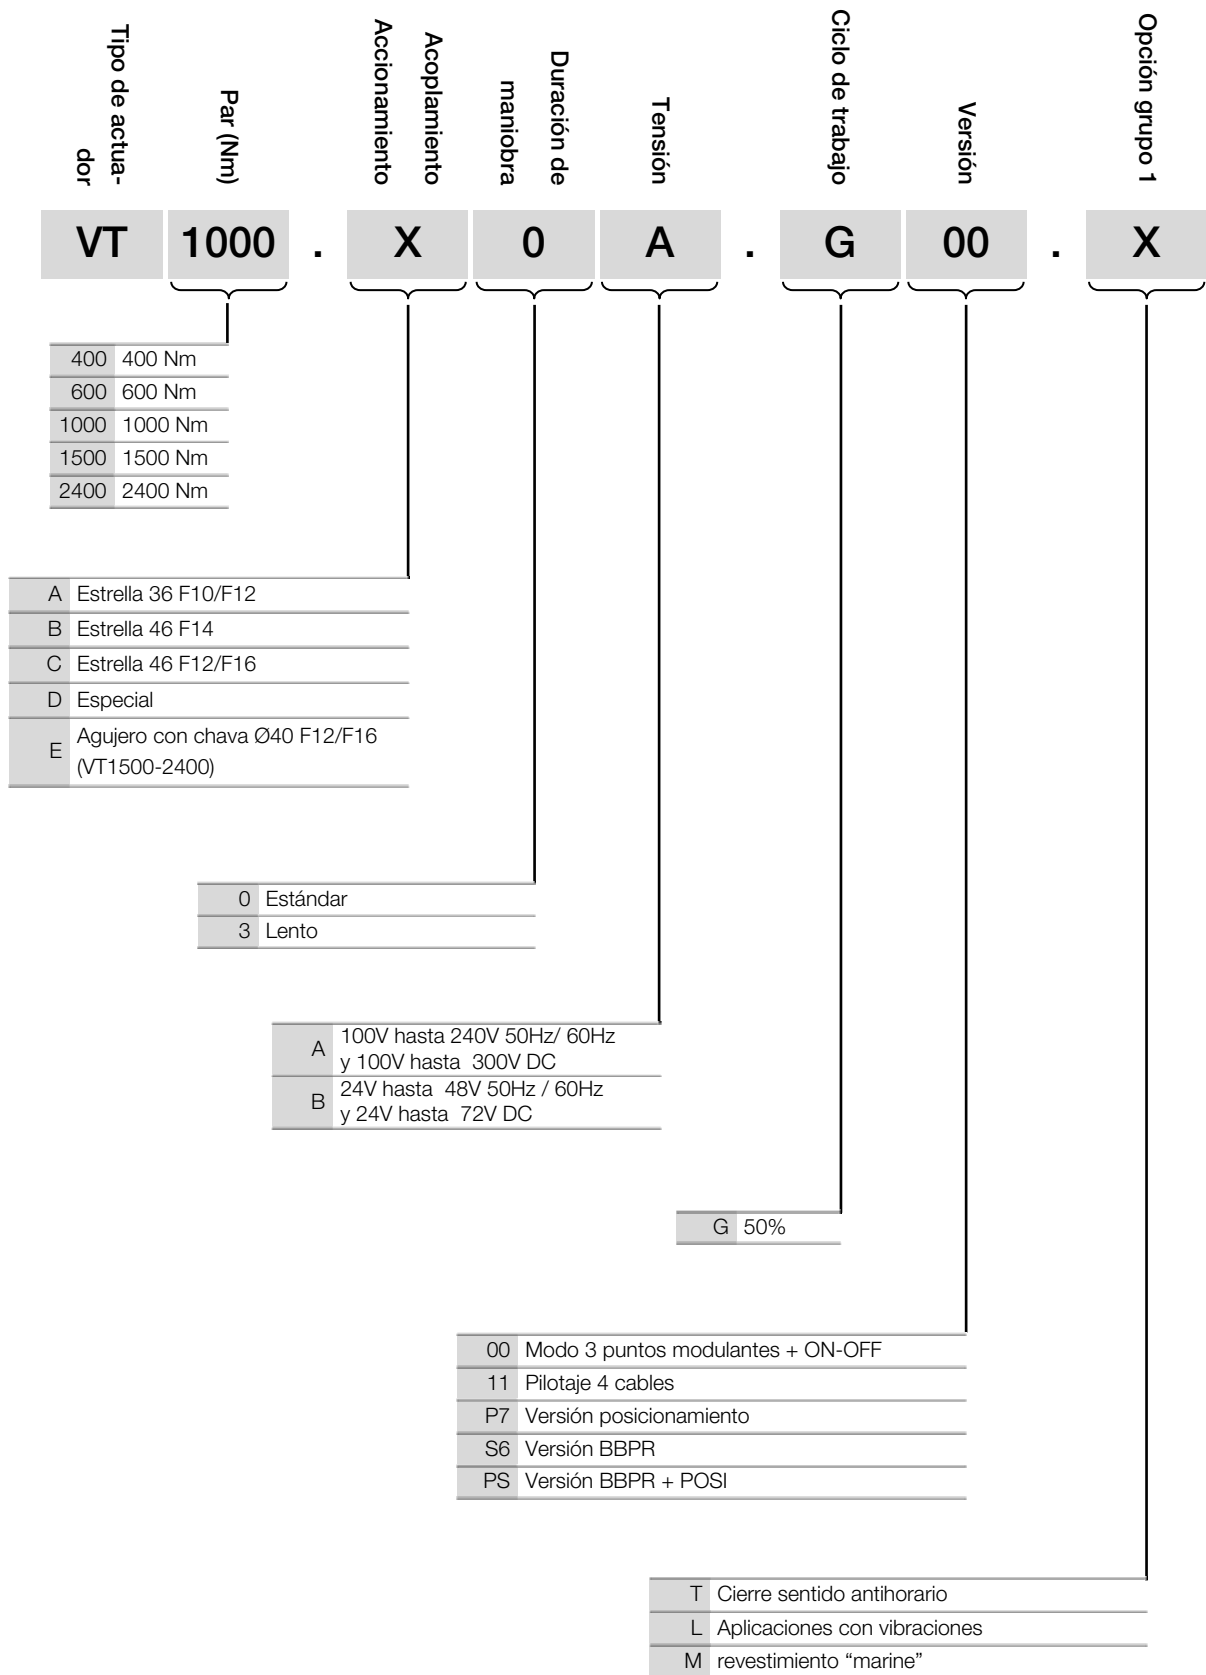 Tipo de actua-
dor
Par (Nm)
Acoplamiento
Accionamiento
Duración de
maniobra
Tensión
Ciclo de trabajo
Versión
Opción grupo 1
VT 1000 . X 0 A . G 00 . X
400 400 Nm
600 600 Nm
1000 1000 Nm
1500 1500 Nm
2400 2400 Nm
A Estrella 36 F10/F12
B Estrella 46 F14
C Estrella 46 F12/F16
D Especial
E Agujero con chava Ø40 F12/F16
(VT1500-2400)
0 Estándar
3 Lento
A 100V hasta 240V 50Hz/ 60Hz
y 100V hasta 300V DC
B 24V hasta 48V 50Hz / 60Hz
y 24V hasta 72V DC
G 50%
00 Modo 3 puntos modulantes + ON-OFF
11 Pilotaje 4 cables
P7 Versión posicionamiento
S6 Versión BBPR
PS Versión BBPR + POSI
T Cierre sentido antihorario
L Aplicaciones con vibraciones
M revestimiento “marine”